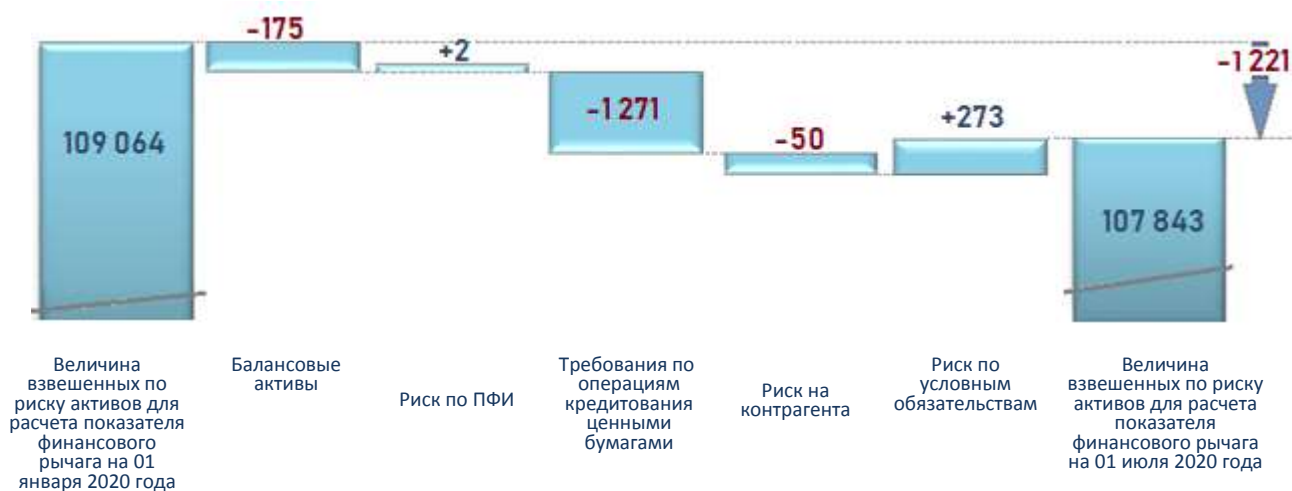 -175
+2
-1 221
109 064
-1 271
-50
+273
107 843
Величина
взвешенных по
риску активов для
расчета показателя
финансового
рычага на 01
января 2020 года
Балансовые
активы
Риск по ПФИ
Требования по
операциям
кредитования
ценными
бумагами
Риск на
контрагента
Риск по
условным
обязательствам
Величина
взвешенных по риску
активов для расчета
показателя
финансового рычага
на 01 июля 2020 года